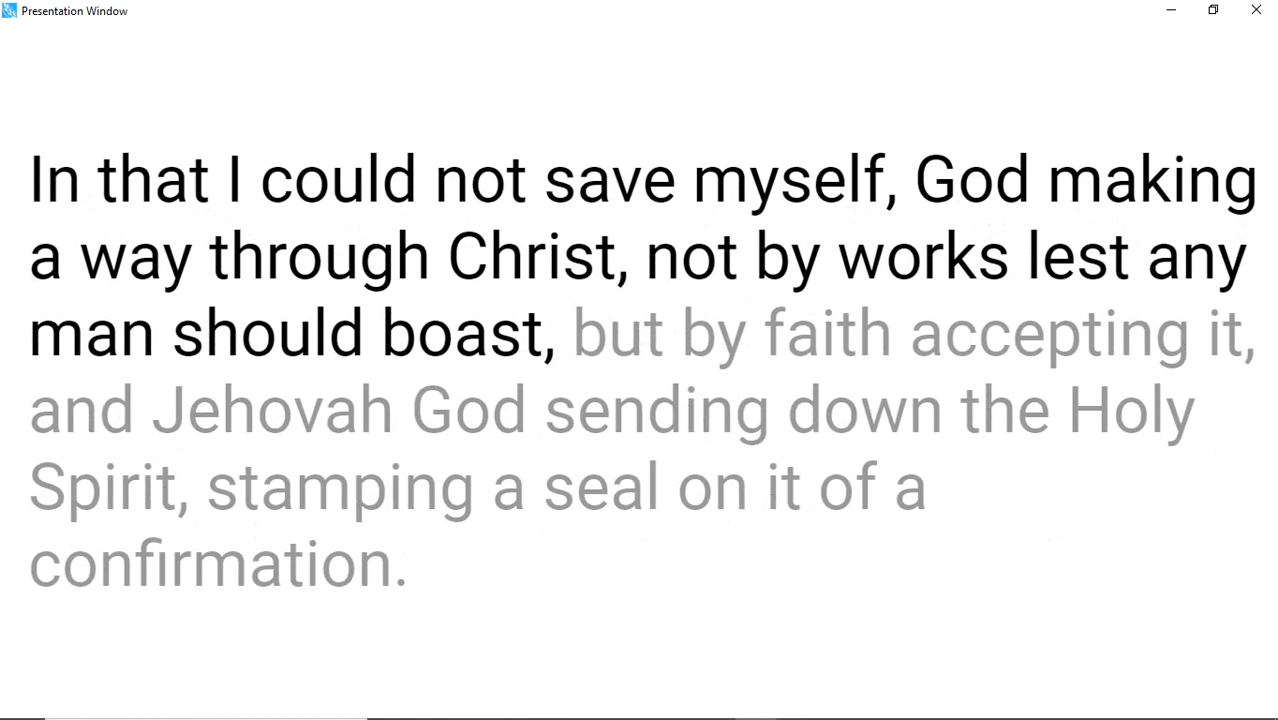 Presentation Window
In that I could not save myself, God making
a way through Christ, not by works lest any
man should boast, but by faith accepting it,
and Jehovah God sending down the Holy
Spirit, stamping a seal on it of a
confirmation.